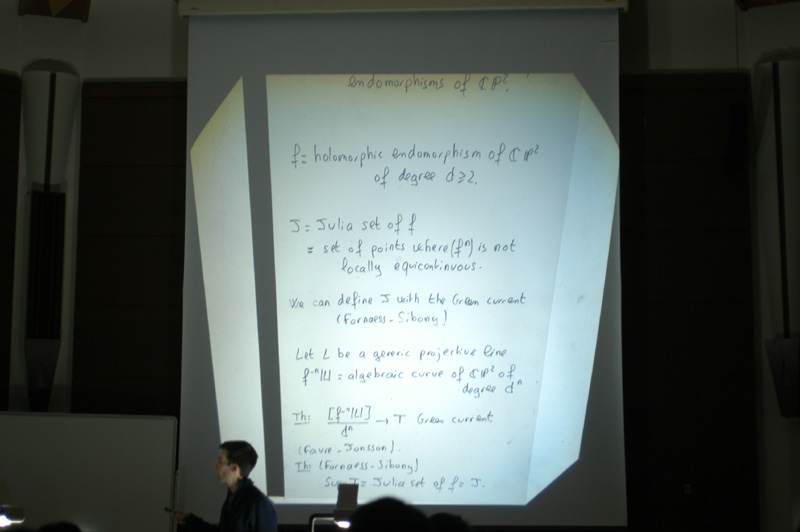 endomorphisms of ℂℙ².
f = holomorphic endomorphism of ℂℙ²
of degree d ≥ 2.
J = Julia set of f
= set of points where (fⁿ) is not
locally equicontinuous.
We can define J with the Green current
(Fornaess-Sibony)
Let L be a generic projective line
f⁻ⁿ(L) = algebraic curve of ℂℙ² of
degree dⁿ
Th: [f⁻ⁿ(L)] / dⁿ → T Green current
(Favre-Jonsson).
Th: (Fornaess-Sibony)
T = Julia set of f = J.